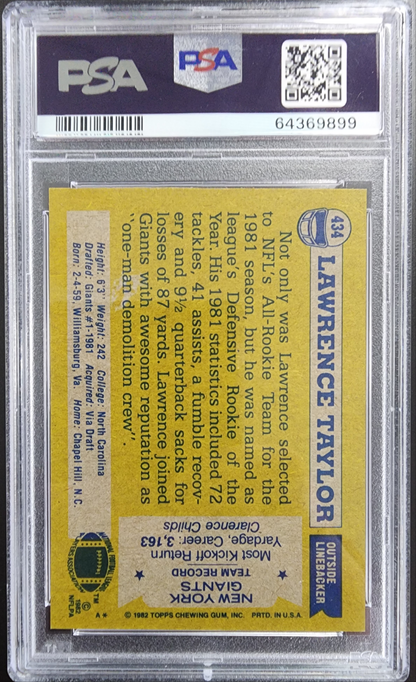 PSA
PSA
64369899
434
LAWRENCE TAYLOR
OUTSIDE
LINEBACKER
Not only was Lawrence selected
to NFL's All-Rookie Team for the
1981 season, but he was named as
league's Defensive Rookie of the
Year. His 1981 statistics included 72
tackles, 41 assists, a fumble recov-
ery and 9½ quarterback sacks for
losses of 87 yards. Lawrence joined
Giants with awesome reputation as
"one-man demolition crew".
Height: 6'3" Weight: 242 College: North Carolina
Drafted: Giants #1-1981 Acquired: Via Draft
Born: 2-4-59, Williamsburg, Va. Home: Chapel Hill, N.C.
NEW YORK
GIANTS
TEAM RECORD
Most Kickoff Return
Yardage, Career: 3,163
Clarence Childs
© 1982 TOPPS CHEWING GUM, INC. PRTD. IN U.S.A.
TM
©
1982
NFLPA
A *